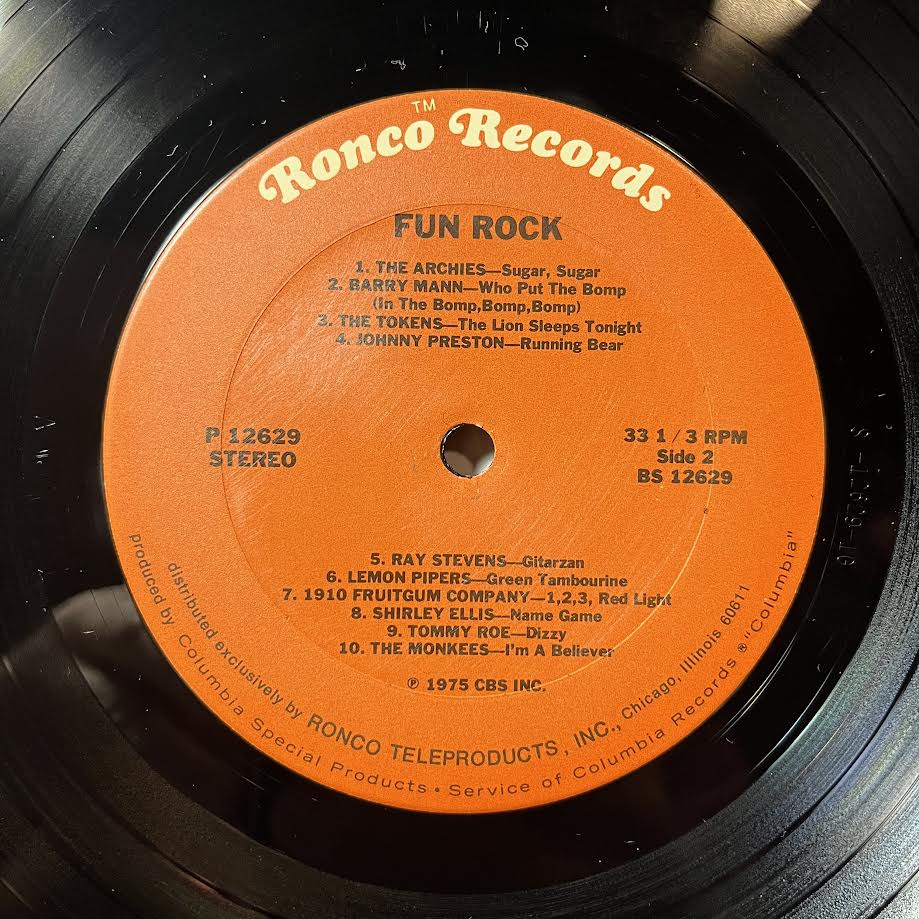 Ronco™ Records
FUN ROCK
1. THE ARCHIES—Sugar, Sugar
2. BARRY MANN—Who Put The Bomp
(In The Bomp,Bomp,Bomp)
3. THE TOKENS—The Lion Sleeps Tonight
4. JOHNNY PRESTON—Running Bear
P 12629
STEREO
33 1/3 RPM
Side 2
BS 12629
5. RAY STEVENS—Gitarzan
6. LEMON PIPERS—Green Tambourine
7. 1910 FRUITGUM COMPANY—1,2,3, Red Light
8. SHIRLEY ELLIS—Name Game
9. TOMMY ROE—Dizzy
10. THE MONKEES—I'm A Believer
℗ 1975 CBS INC.
distributed exclusively by RONCO TELEPRODUCTS, INC., Chicago, Illinois 60611
produced by Columbia Special Products • Service of Columbia Records ® "Columbia"